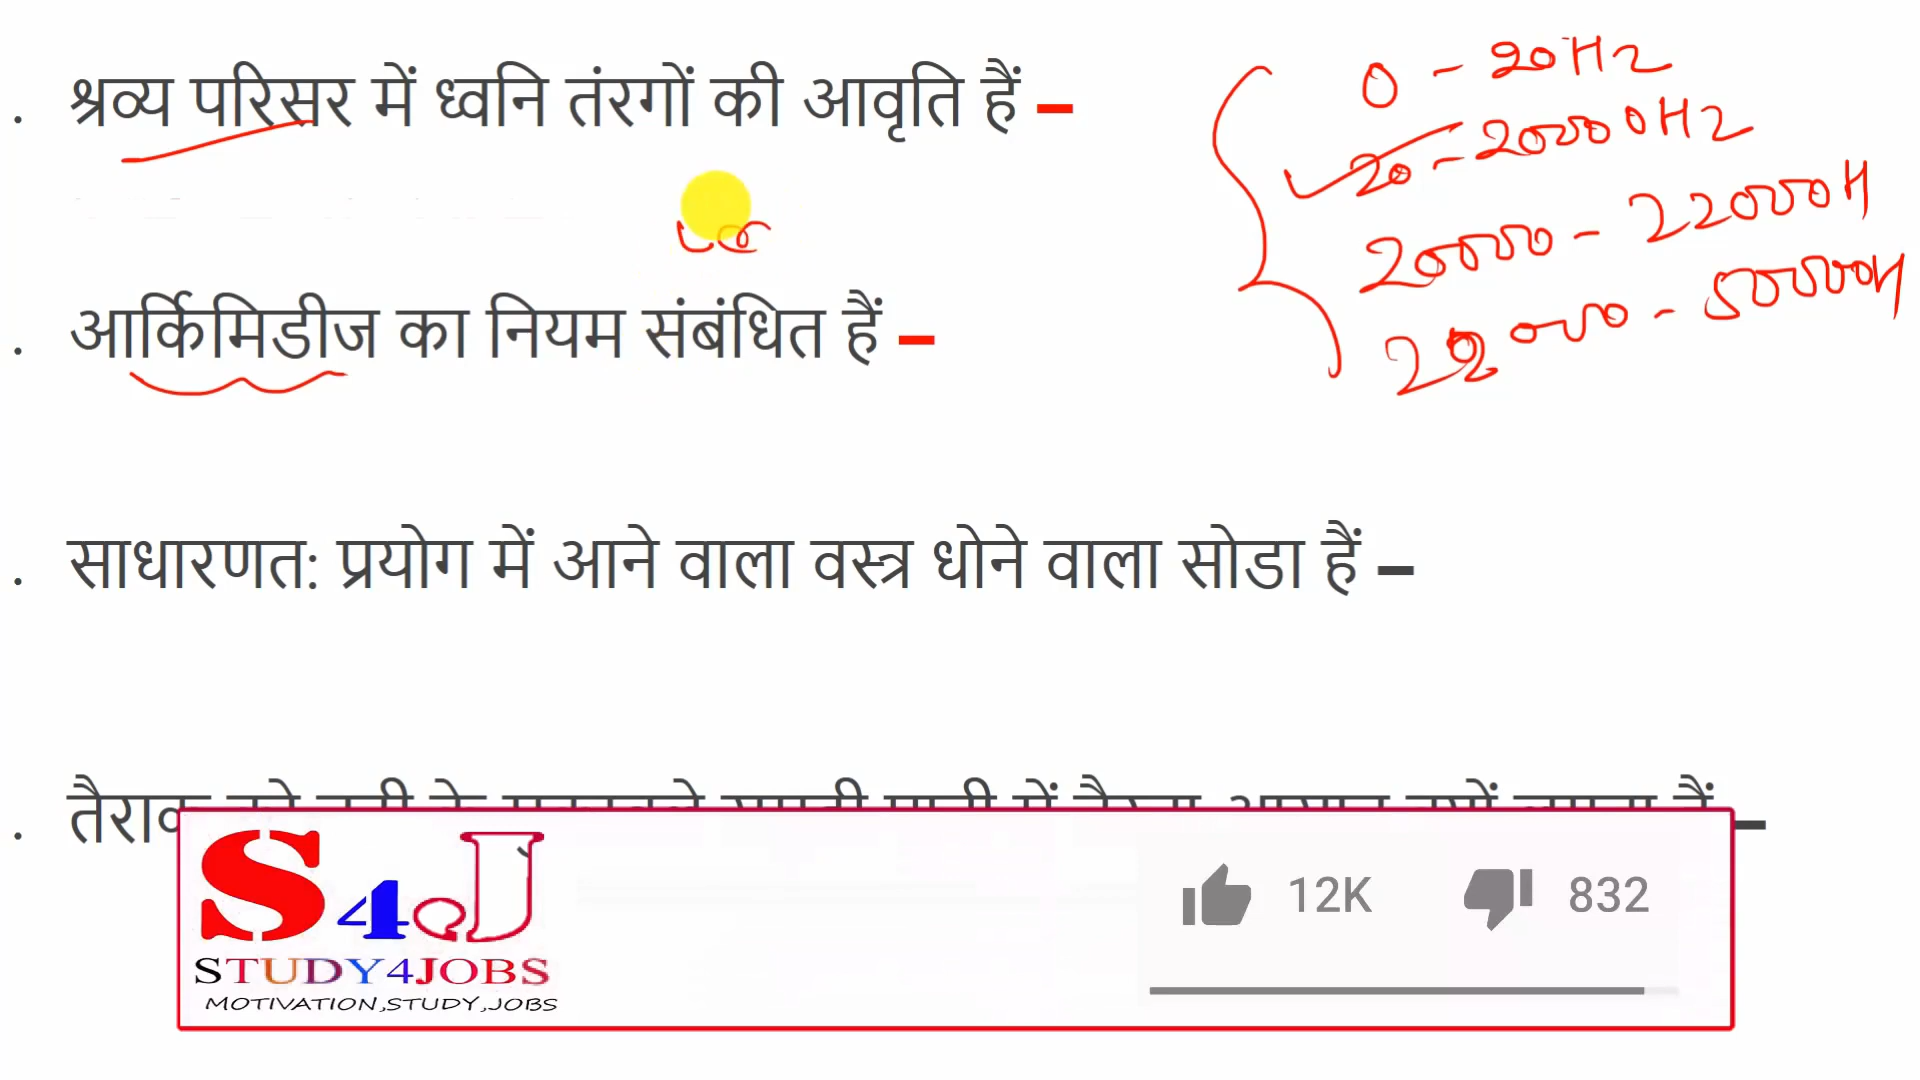 . श्रव्य परिसर में ध्वनि तंरगों की आवृति हैं –
0 - 20Hz
20 - 20000Hz
20000 - 22000H
22000 - 50000H
. आर्किमिडीज का नियम संबंधित हैं –
. साधारणत: प्रयोग में आने वाला वस्त्र धोने वाला सोडा हैं –
. –
S4J
STUDY4JOBS
MOTIVATION,STUDY,JOBS
12K 832